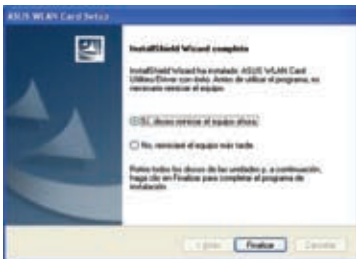 ASUS WLAN Card Setup
InstallShield Wizard complete
InstallShield Wizard ha instalado ASUS WLAN Card
Utilities/Driver con éxito. Antes de utilizar el programa, es
necesario reiniciar el equipo.
Sí, deseo reiniciar el equipo ahora.
No, reiniciaré el equipo más tarde.
Retire todos los discos de las unidades y, a continuación,
haga clic en Finalizar para completar el programa de
instalación.
Finalizar
Cancelar